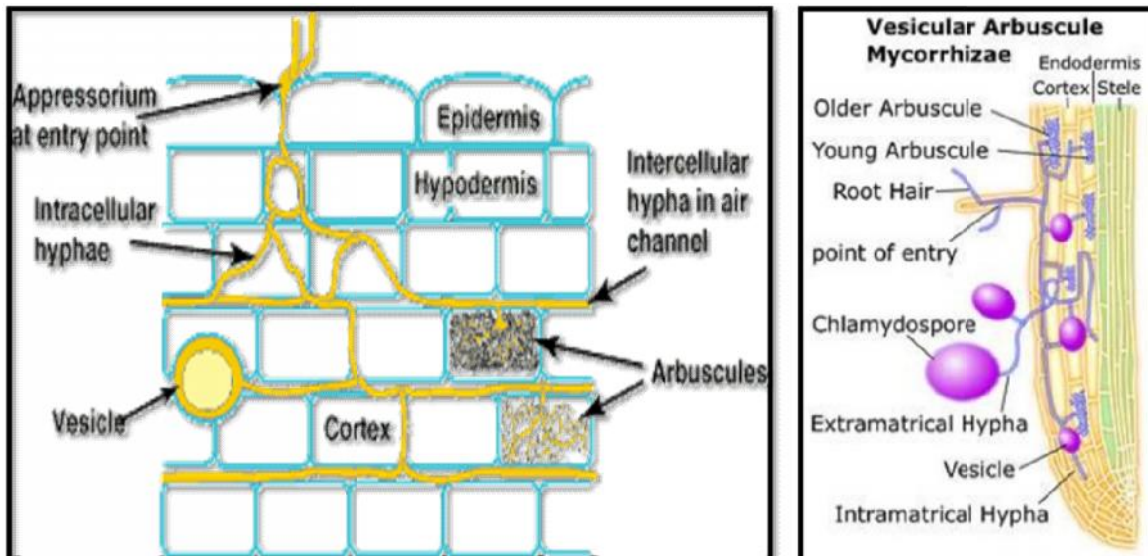 Appressorium
at entry point
Epidermis
Hypodermis
Intercellular
hypha in air
channel
Intracellular
hyphae
Arbuscules
Vesicle
Cortex
Vesicular Arbuscule
Mycorrhizae
Endodermis
Cortex
Stele
Older Arbuscule
Young Arbuscule
Root Hair
point of entry
Chlamydospore
Extramatrical Hypha
Vesicle
Intramatrical Hypha